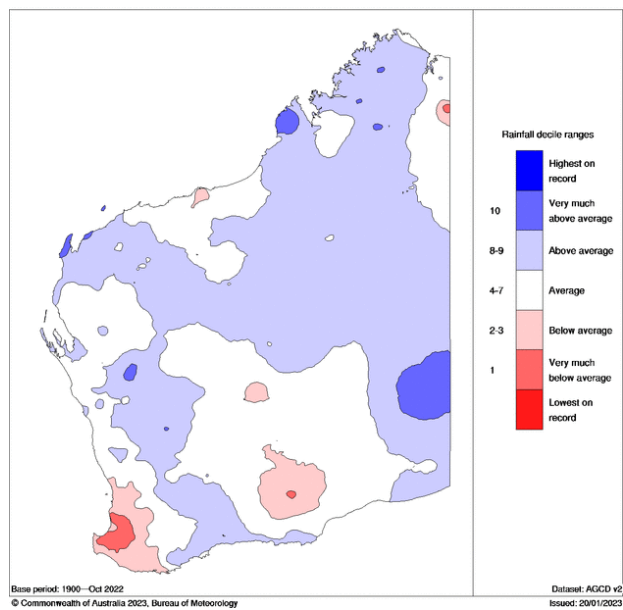 Rainfall decile ranges
Highest on
record
10
Very much
above average
8-9
Above average
4-7
Average
2-3
Below average
1
Very much
below average
Lowest on
record
Base period: 1900—Oct 2022
Dataset: AGCD v2
© Commonwealth of Australia 2023, Bureau of Meteorology
Issued: 20/01/2023